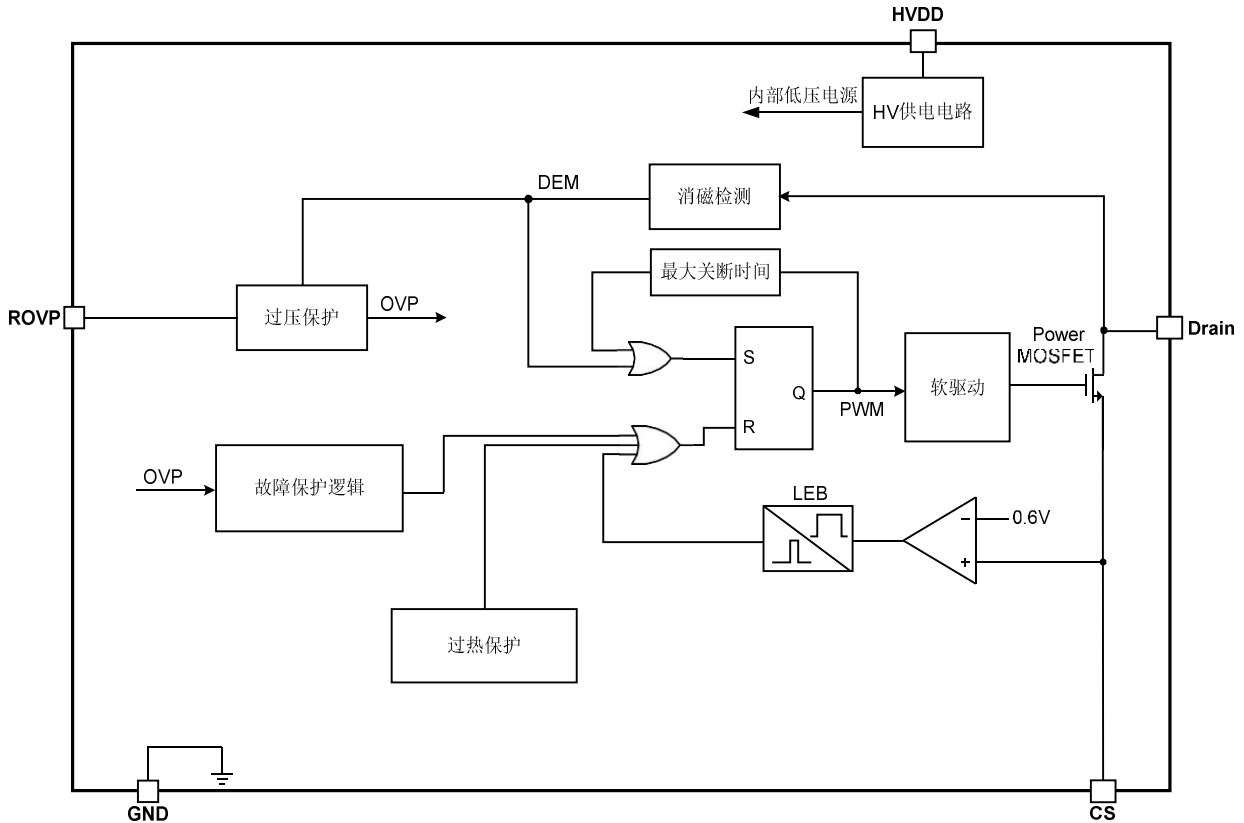 HVDD
内部低压电源
HV供电电路
DEM
消磁检测
最大关断时间
ROVP
过压保护
OVP
Drain
Power
MOSFET
S
Q
R
PWM
软驱动
OVP
故障保护逻辑
LEB
-
0.6V
+
过热保护
GND
CS